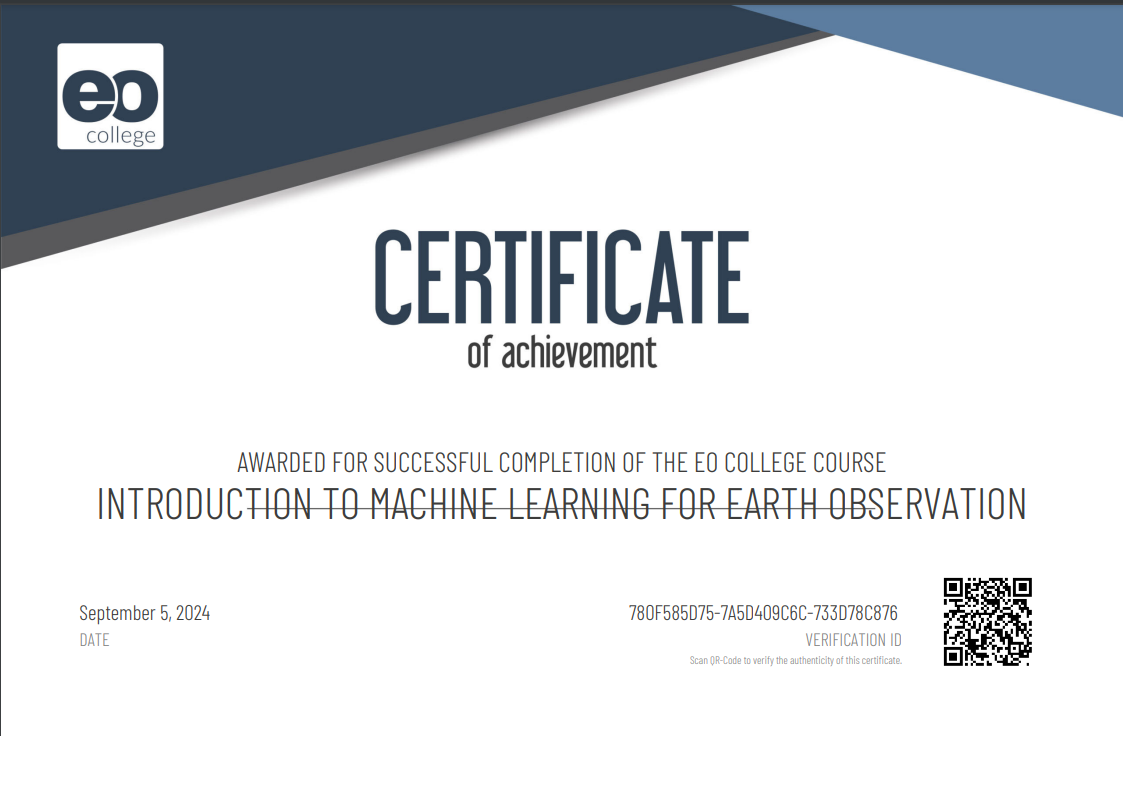 eo
college
CERTIFICATE
of achievement
AWARDED FOR SUCCESSFUL COMPLETION OF THE EO COLLEGE COURSE
INTRODUCTION TO MACHINE LEARNING FOR EARTH OBSERVATION
September 5, 2024
DATE
780F585D75-7A5D409C6C-733D78C876
VERIFICATION ID
Scan QR-Code to verify the authenticity of this certificate.